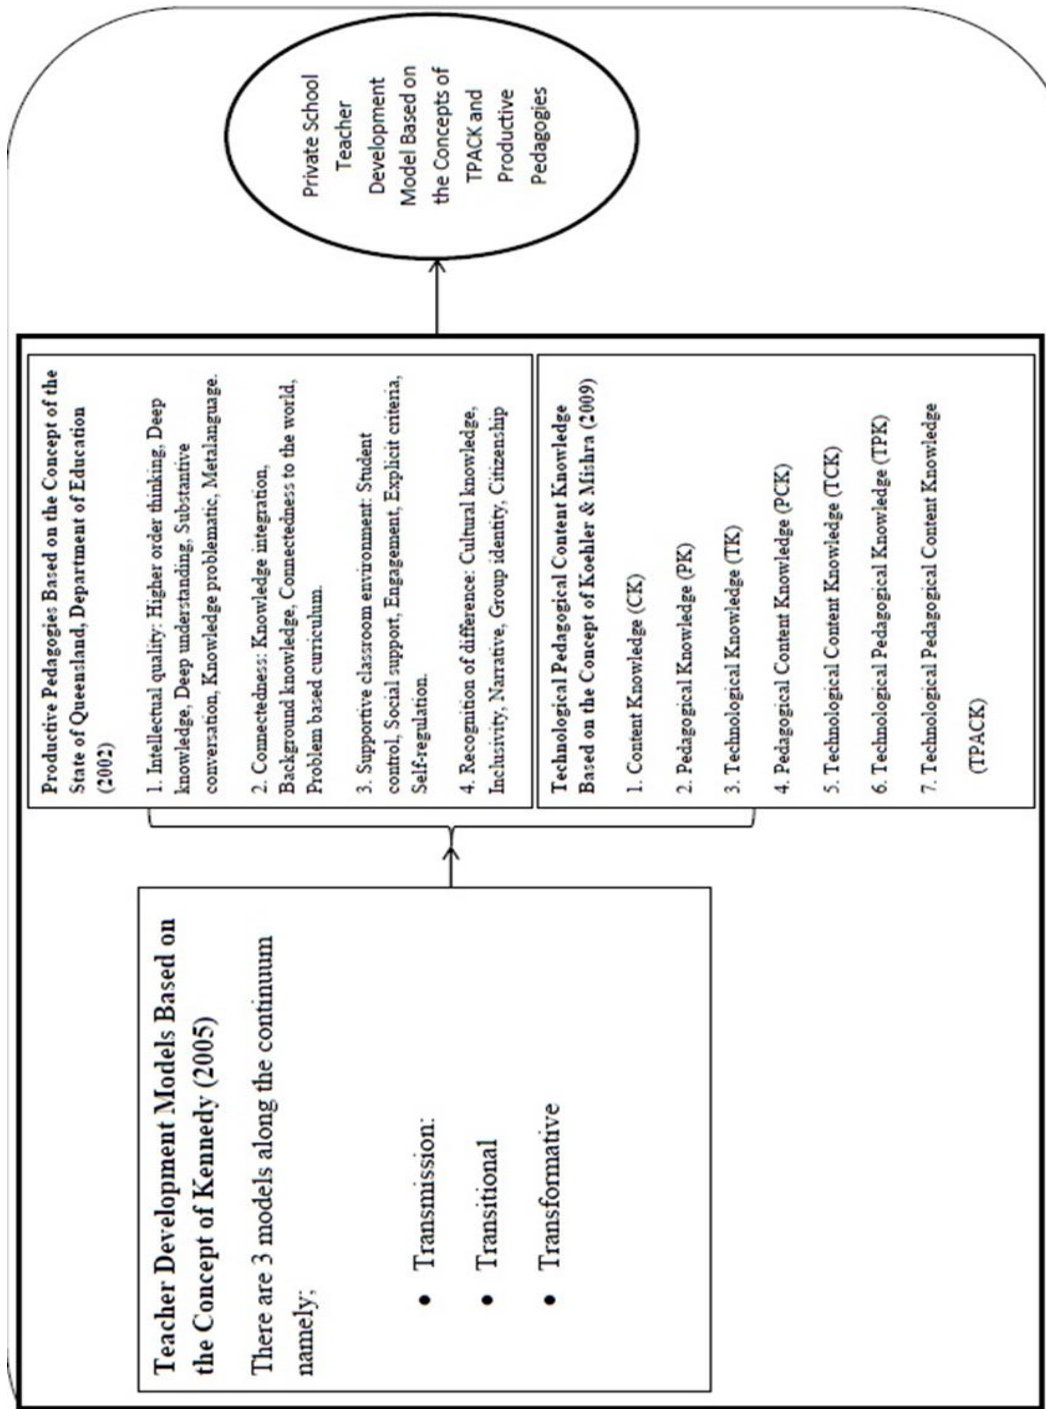 Teacher Development Models Based on
the Concept of Kennedy (2005)
There are 3 models along the continuum
namely;
• Transmission:
• Transitional
• Transformative
Productive Pedagogies Based on the Concept of the
State of Queensland, Department of Education
(2002)
1. Intellectual quality: Higher order thinking, Deep
knowledge, Deep understanding, Substantive
conversation, Knowledge problematic, Metalanguage.
2. Connectedness: Knowledge integration,
Background knowledge, Connectedness to the world,
Problem based curriculum.
3. Supportive classroom environment: Student
control, Social support, Engagement, Explicit criteria,
Self-regulation.
4. Recognition of difference: Cultural knowledge,
Inclusivity, Narrative, Group identity, Citizenship
Technological Pedagogical Content Knowledge
Based on the Concept of Koehler & Mishra (2009)
1. Content Knowledge (CK)
2. Pedagogical Knowledge (PK)
3. Technological Knowledge (TK)
4. Pedagogical Content Knowledge (PCK)
5. Technological Content Knowledge (TCK)
6. Technological Pedagogical Knowledge (TPK)
7. Technological Pedagogical Content Knowledge
(TPACK)
Private School
Teacher
Development
Model Based on
the Concepts of
TPACK and
Productive
Pedagogies